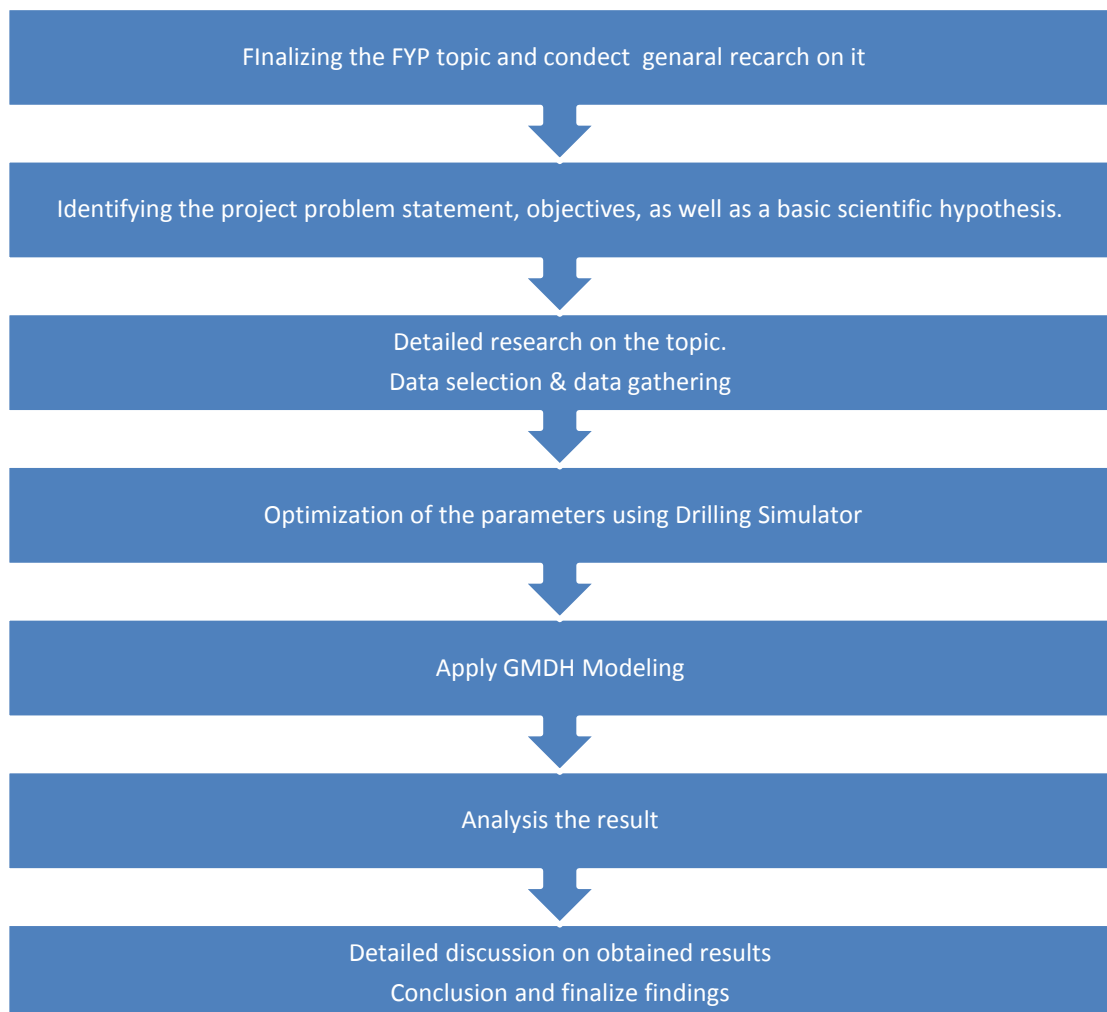 FInalizing the FYP topic and condect genaral recarch on it
Identifying the project problem statement, objectives, as well as a basic scientific hypothesis.
Detailed research on the topic.
Data selection & data gathering
Optimization of the parameters using Drilling Simulator
Apply GMDH Modeling
Analysis the result
Detailed discussion on obtained results
Conclusion and finalize findings